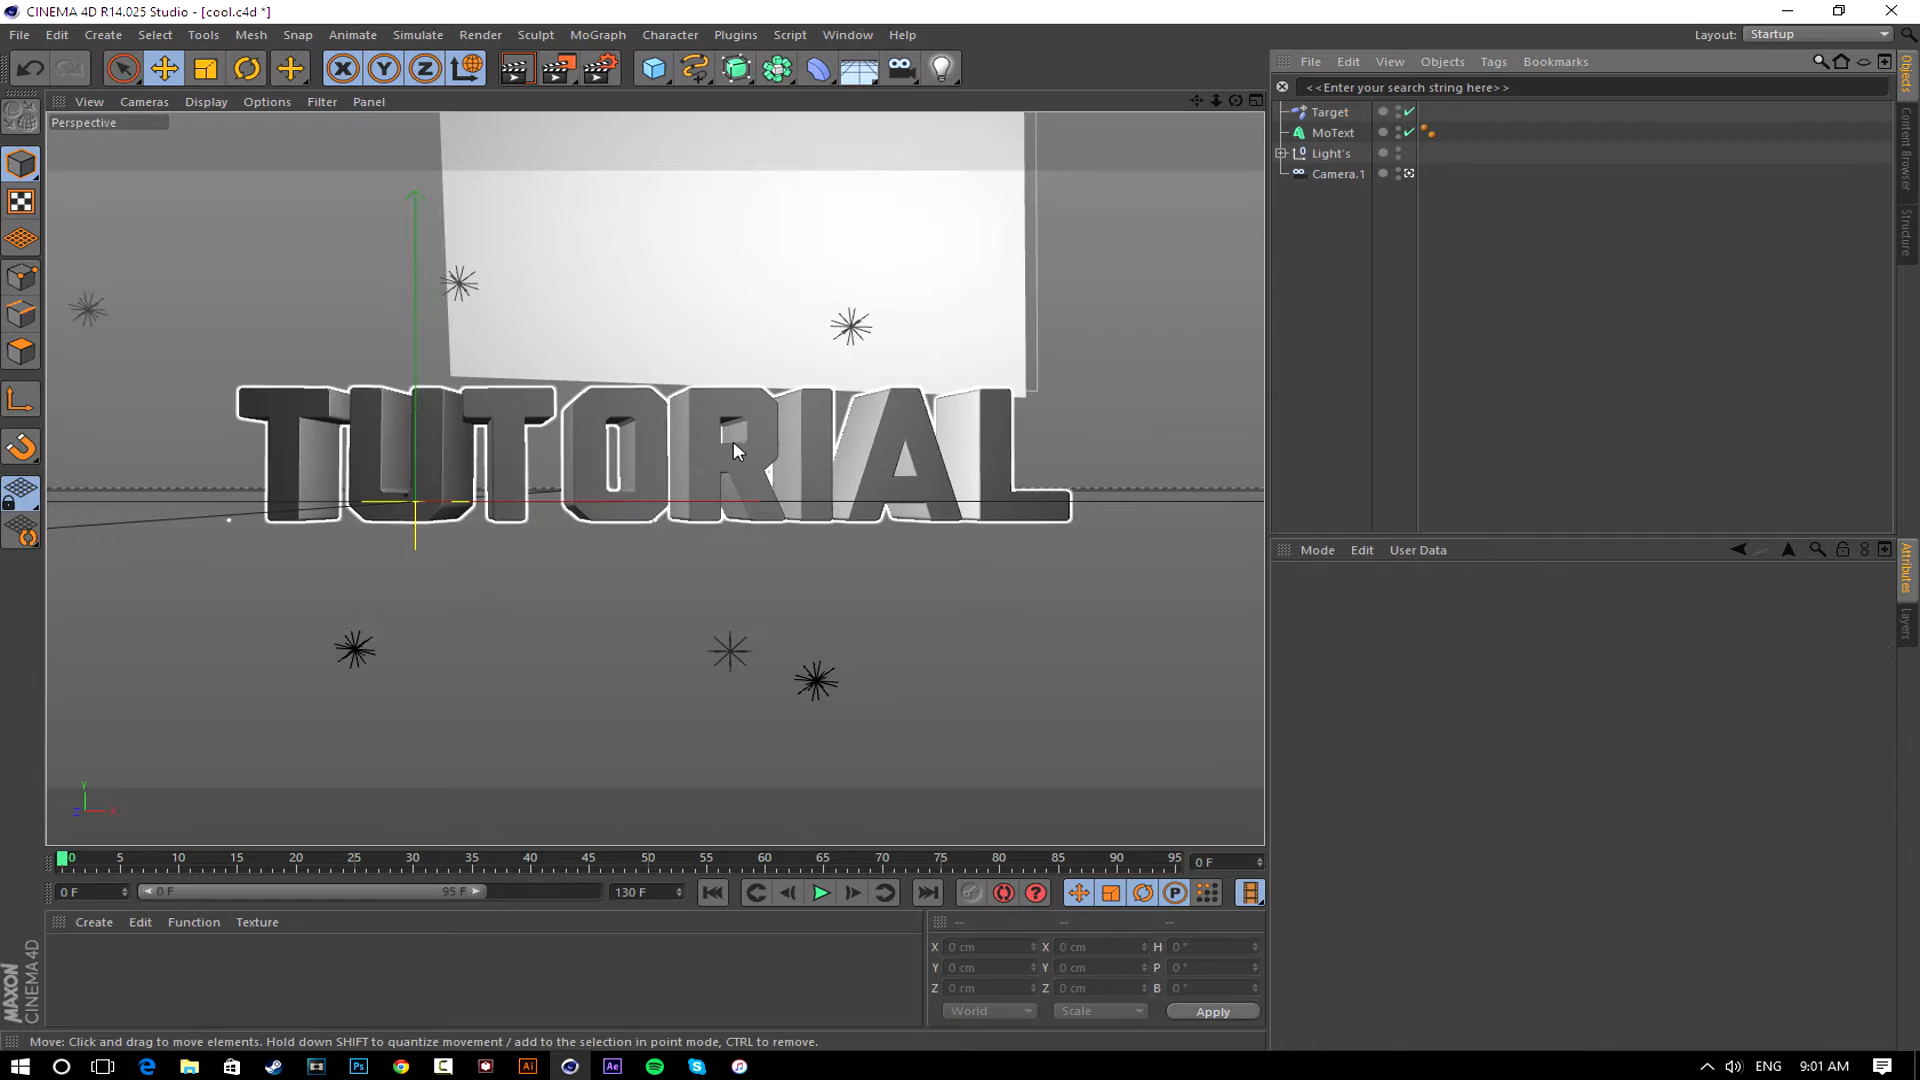 CINEMA 4D R14.025 Studio - [cool.c4d *]
File Edit Create Select Tools Mesh Snap Animate Simulate Render Sculpt MoGraph Character Plugins Script Window Help
Layout: Startup
View Cameras Display Options Filter Panel
Perspective
TUTORIAL
Y
Z X
0 5 10 15 20 25 30 35 40 45 50 55 60 65 70 75 80 85 90 95
0 F
0 F 0 F 95 F 130 F
Create Edit Function Texture
-- -- --
X 0 cm X 0 cm H 0 °
Y 0 cm Y 0 cm P 0 °
Z 0 cm Z 0 cm B 0 °
World Scale Apply
MAXON
CINEMA 4D
Move: Click and drag to move elements. Hold down SHIFT to quantize movement / add to the selection in point mode, CTRL to remove.
File Edit View Objects Tags Bookmarks
<<Enter your search string here>>
Target
MoText
Light's
Camera.1
Objects
Content Browser
Structure
Mode Edit User Data
Attributes
Layers
ENG 9:01 AM